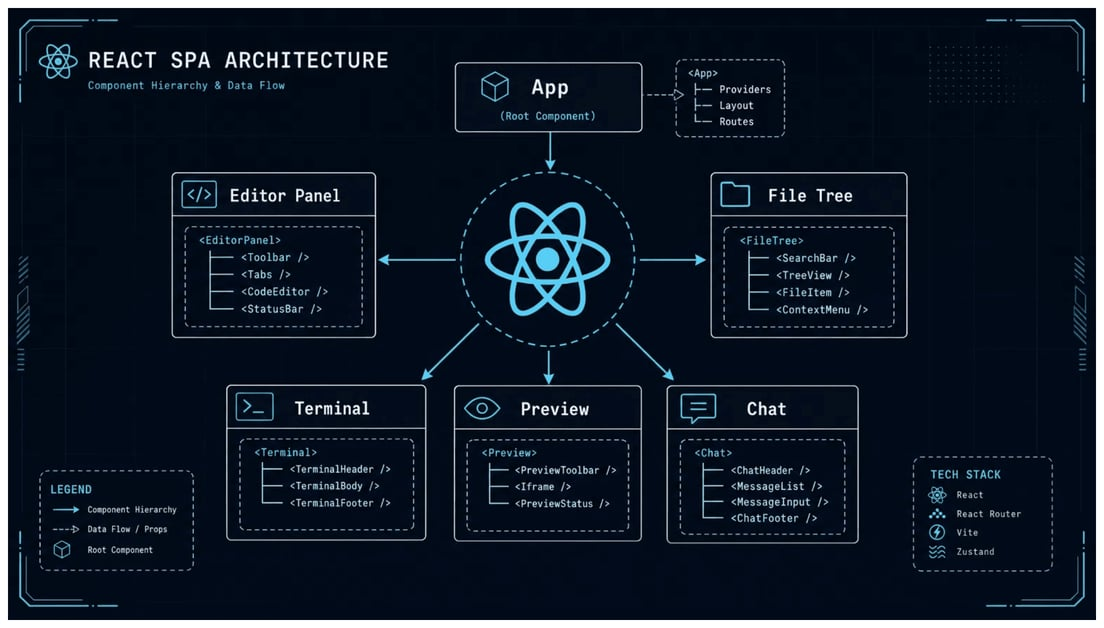 REACT SPA ARCHITECTURE
Component Hierarchy & Data Flow
App
(Root Component)
<App>
Providers
Layout
Routes
</> Editor Panel
<EditorPanel>
<Toolbar />
<Tabs />
<CodeEditor />
<StatusBar />
File Tree
<FileTree>
<SearchBar />
<TreeView />
<FileItem />
<ContextMenu />
>_ Terminal
<Terminal>
<TerminalHeader />
<TerminalBody />
<TerminalFooter />
Preview
<Preview>
<PreviewToolbar />
<Iframe />
<PreviewStatus />
Chat
<Chat>
<ChatHeader />
<MessageList />
<MessageInput />
<ChatFooter />
LEGEND
Component Hierarchy
Data Flow / Props
Root Component
TECH STACK
React
React Router
Vite
Zustand